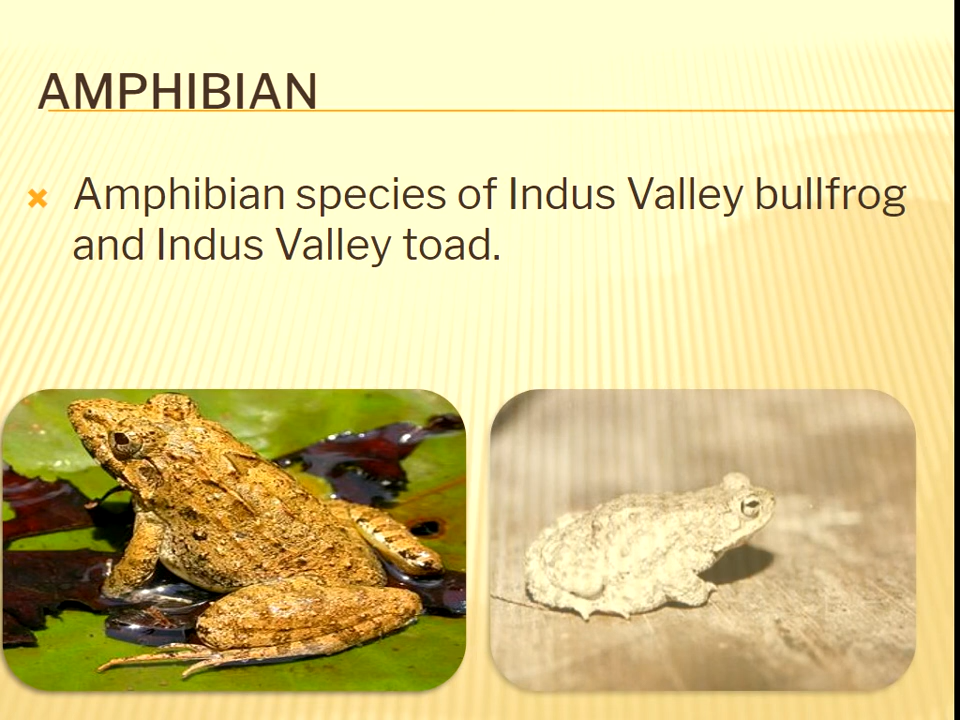 AMPHIBIAN
Amphibian species of Indus Valley bullfrog
and Indus Valley toad.